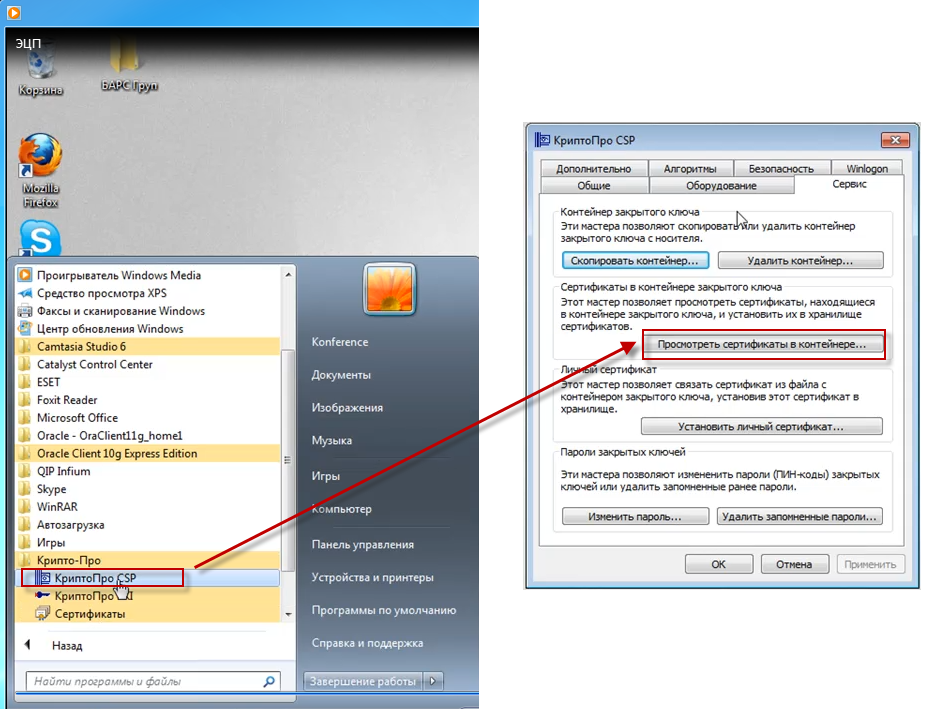 ЭЦП
Корзина
БАРС Груп
Mozilla
Firefox
Проигрыватель Windows Media
Средство просмотра XPS
Факсы и сканирование Windows
Центр обновления Windows
Camtasia Studio 6
Catalyst Control Center
ESET
Foxit Reader
Microsoft Office
Oracle - OraClient11g_home1
Oracle Client 10g Express Edition
QIP Infium
Skype
WinRAR
Автозагрузка
Игры
Крипто-Про
КриптоПро CSP
КриптоПро
Сертификаты
Назад
Найти программы и файлы
Konference
Документы
Изображения
Музыка
Игры
Компьютер
Панель управления
Устройства и принтеры
Программы по умолчанию
Справка и поддержка
Завершение работы
КриптоПро CSP
Дополнительно Алгоритмы Безопасность Winlogon
Общие Оборудование Сервис
Контейнер закрытого ключа
Эти мастера позволяют скопировать или удалить контейнер
закрытого ключа с носителя.
Скопировать контейнер... Удалить контейнер...
Сертификаты в контейнере закрытого ключа
Этот мастер позволяет просмотреть сертификаты, находящиеся
в контейнере закрытого ключа, и установить их в хранилище
сертификатов.
Просмотреть сертификаты в контейнере...
Личный сертификат
Этот мастер позволяет связать сертификат из файла с
контейнером закрытого ключа, установив этот сертификат в
хранилище.
Установить личный сертификат...
Пароли закрытых ключей
Эти мастера позволяют измененить пароли (ПИН-коды) закрытых
ключей или удалить запомненные ранее пароли.
Изменить пароль... Удалить запомненные пароли...
ОК Отмена Применить